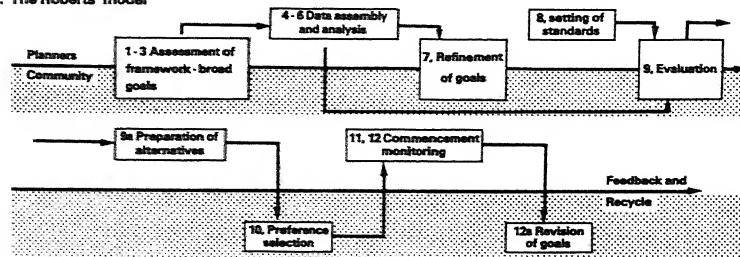 . The Roberts' model
4 - 6 Data assembly
and analysis
8, setting of
standards
Planners
Community
1 - 3 Assessment of
framework - broad
goals
7, Refinement
of goals
9, Evaluation
9a Preparation of
alternatives
11, 12 Commencement
monitoring
Feedback and
Recycle
10, Preference
selection
12a Revision
of goals